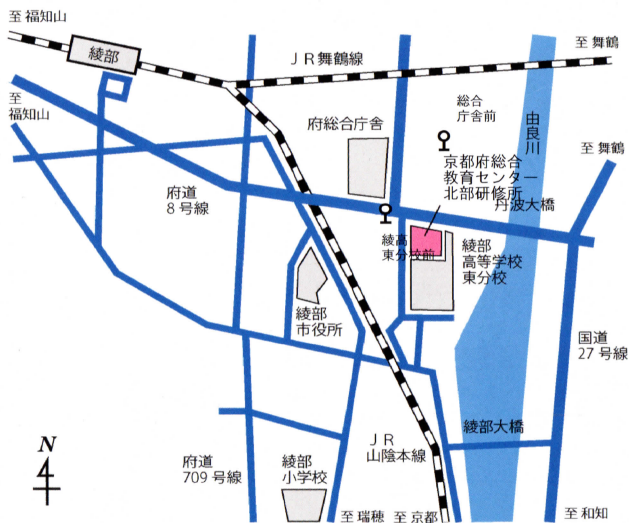 至 福知山
綾部
JR舞鶴線
至 舞鶴
至
福知山
総合
庁舎前
由良川
府総合庁舎
至 舞鶴
京都府総合
教育センター
北部研修所
府道
8号線
丹波大橋
綾高
東分校前
綾部
高等学校
東分校
綾部
市役所
国道
27号線
綾部大橋
N
府道
709号線
綾部
小学校
JR
山陰本線
至 瑞穂
至 京都
至 和知